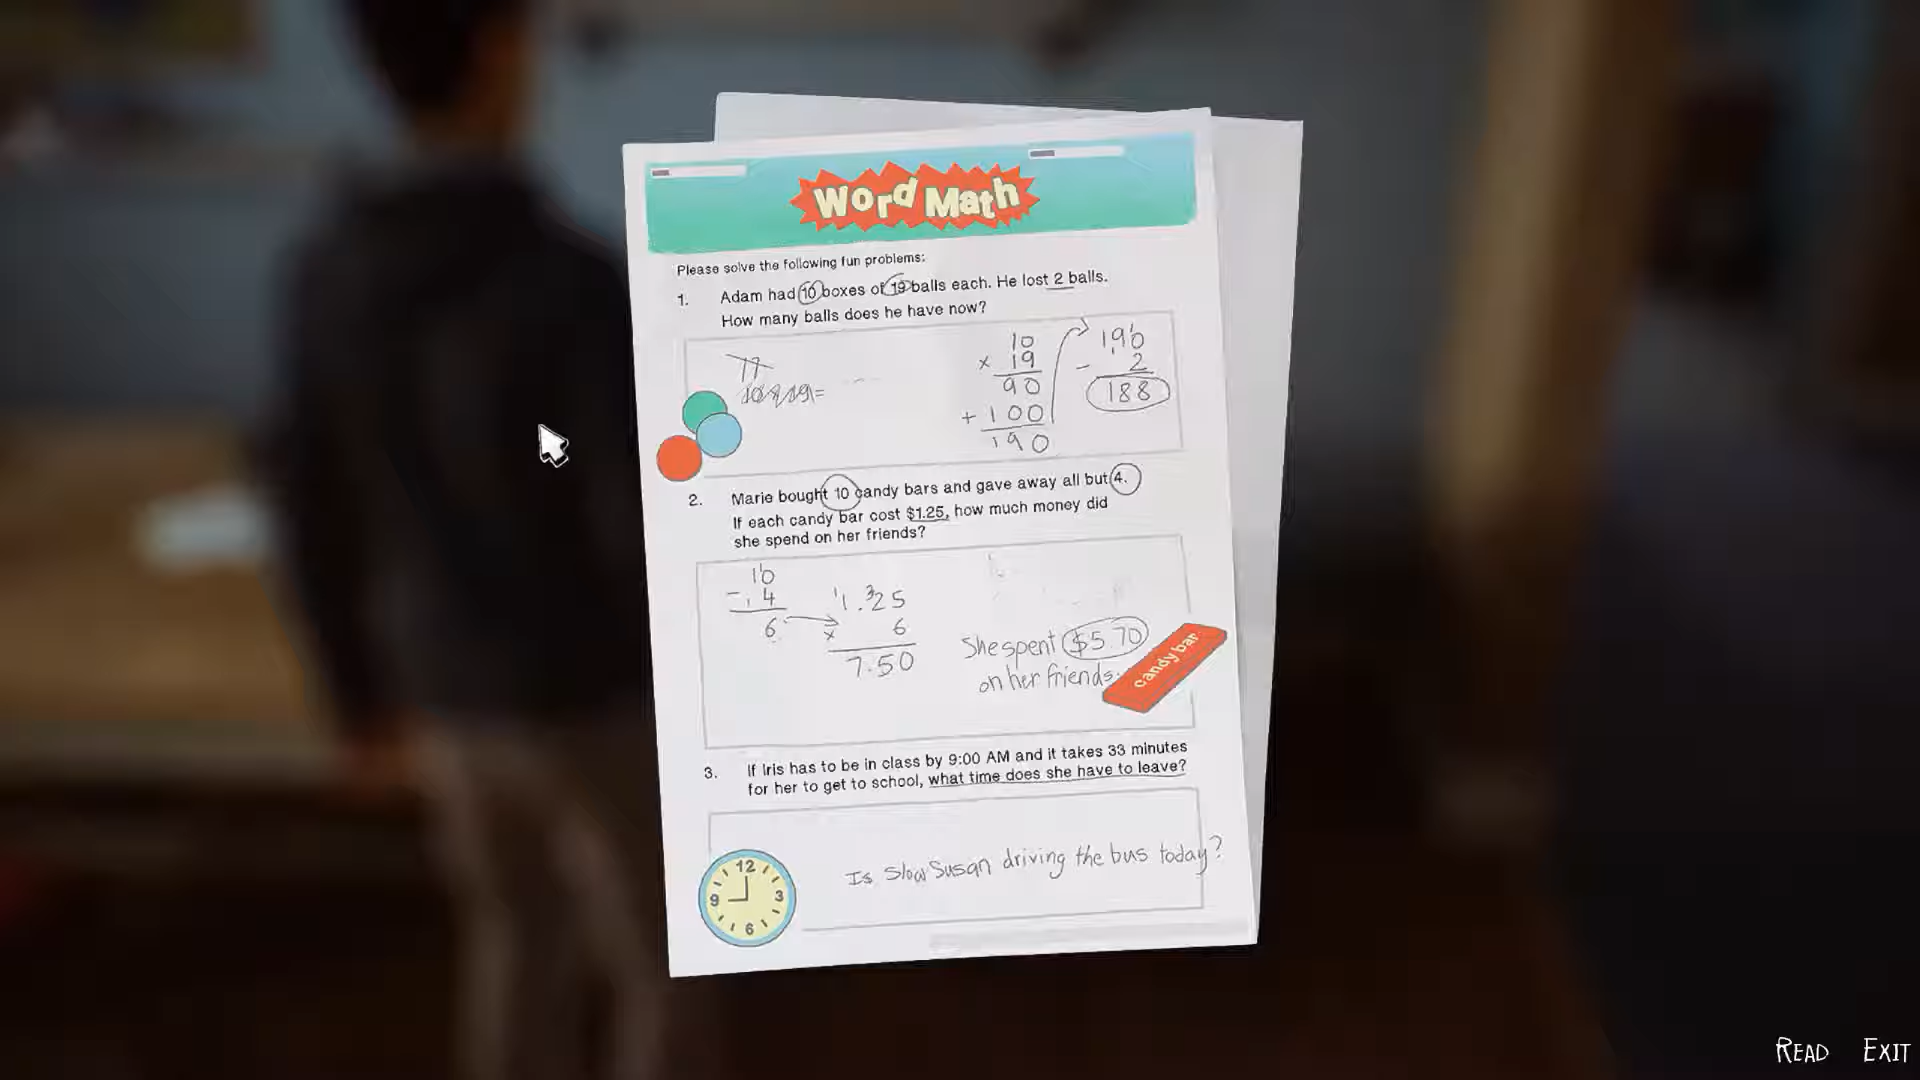 Word Math
Please solve the following fun problems:
1. Adam had 10 boxes of 19 balls each. He lost 2 balls.
How many balls does he have now?
10
x 19
90
+ 100
190
190
- 2
188
2. Marie bought 10 candy bars and gave away all but 4.
If each candy bar cost $1.25, how much money did
she spend on her friends?
10
- 4
6
1.25
x 6
7.50
She spent $5.70
on her friends.
candy bar
3. If Iris has to be in class by 9:00 AM and it takes 33 minutes
for her to get to school, what time does she have to leave?
Is Slow Susan driving the bus today?
12
9 3
6
READ EXIT